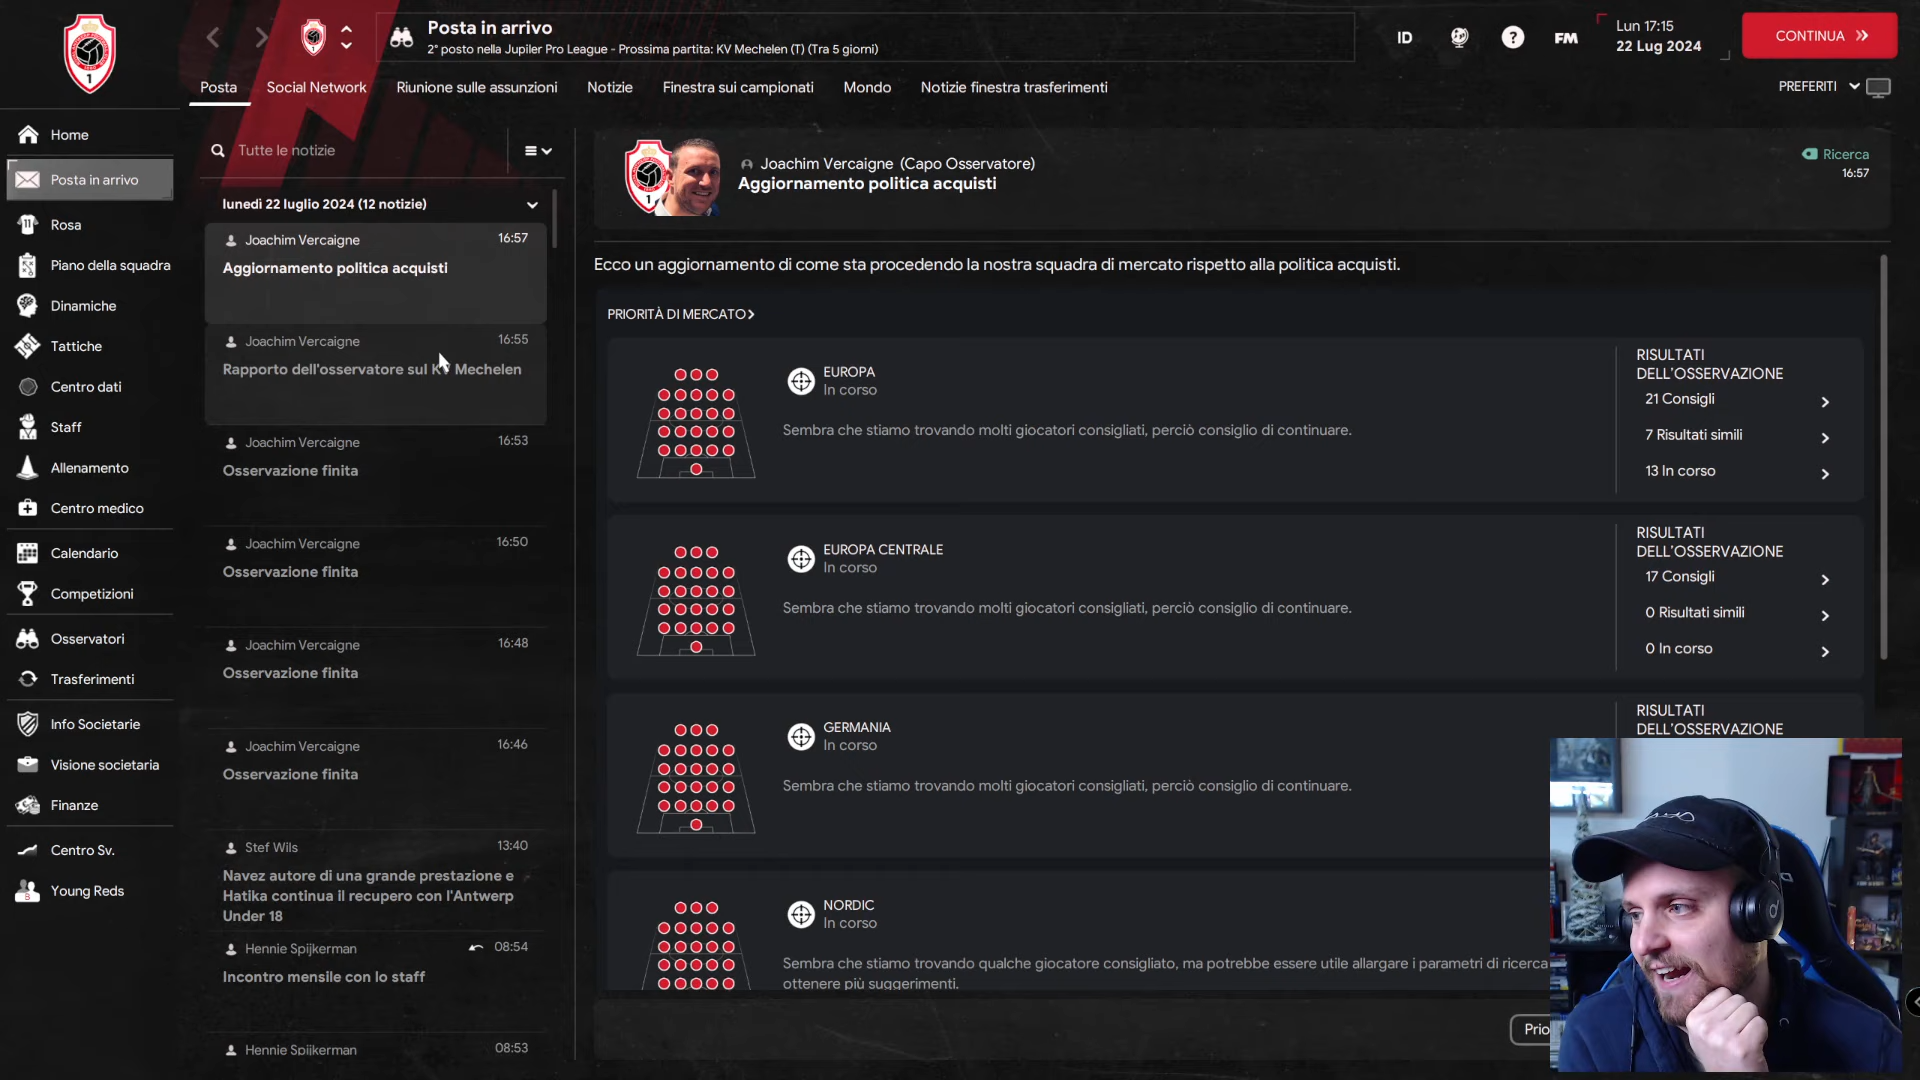 Posta in arrivo
2° posto nella Jupiler Pro League - Prossima partita: KV Mechelen (T) (Tra 5 giorni)
ID
?
FM
Lun 17:15
22 Lug 2024
CONTINUA
Posta
Social Network
Riunione sulle assunzioni
Notizie
Finestra sui campionati
Mondo
Notizie finestra trasferimenti
PREFERITI
Home
Posta in arrivo
Rosa
Piano della squadra
Dinamiche
Tattiche
Centro dati
Staff
Allenamento
Centro medico
Calendario
Competizioni
Osservatori
Trasferimenti
Info Societarie
Visione societaria
Finanze
Centro Sv.
Young Reds
Tutte le notizie
lunedì 22 luglio 2024 (12 notizie)
Joachim Vercaigne 16:57
Aggiornamento politica acquisti
Joachim Vercaigne 16:55
Rapporto dell'osservatore sul KV Mechelen
Joachim Vercaigne 16:53
Osservazione finita
Joachim Vercaigne 16:50
Osservazione finita
Joachim Vercaigne 16:48
Osservazione finita
Joachim Vercaigne 16:46
Osservazione finita
Stef Wils 13:40
Navez autore di una grande prestazione e
Hatika continua il recupero con l'Antwerp
Under 18
Hennie Spijkerman 08:54
Incontro mensile con lo staff
Hennie Spijkerman 08:53
Joachim Vercaigne (Capo Osservatore)
Aggiornamento politica acquisti
Ricerca
16:57
Ecco un aggiornamento di come sta procedendo la nostra squadra di mercato rispetto alla politica acquisti.
PRIORITÀ DI MERCATO
EUROPA
In corso
Sembra che stiamo trovando molti giocatori consigliati, perciò consiglio di continuare.
RISULTATI
DELL'OSSERVAZIONE
21 Consigli
7 Risultati simili
13 In corso
EUROPA CENTRALE
In corso
Sembra che stiamo trovando molti giocatori consigliati, perciò consiglio di continuare.
RISULTATI
DELL'OSSERVAZIONE
17 Consigli
0 Risultati simili
0 In corso
GERMANIA
In corso
Sembra che stiamo trovando molti giocatori consigliati, perciò consiglio di continuare.
RISULTATI
DELL'OSSERVAZIONE
NORDIC
In corso
Sembra che stiamo trovando qualche giocatore consigliato, ma potrebbe essere utile allargare i parametri di ricerca
ottenere più suggerimenti.
Prio